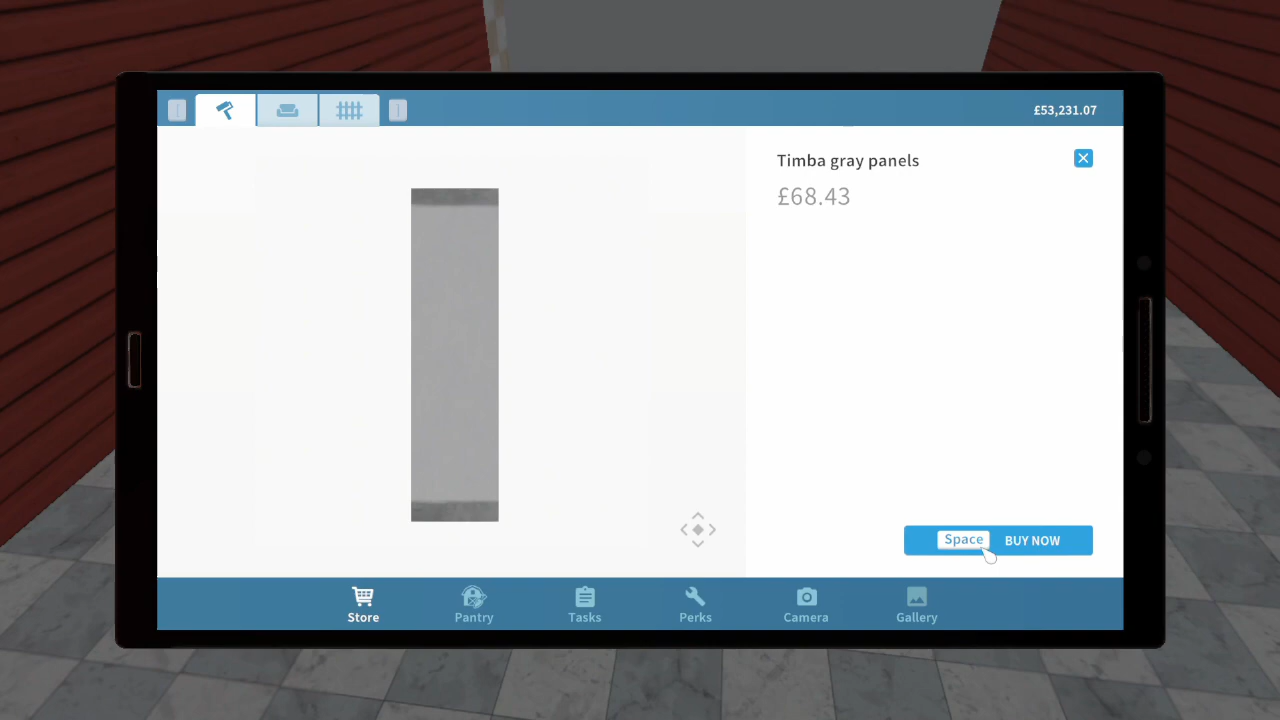 £53,231.07
Timba gray panels
£68.43
Space BUY NOW
Store Pantry Tasks Perks Camera Gallery